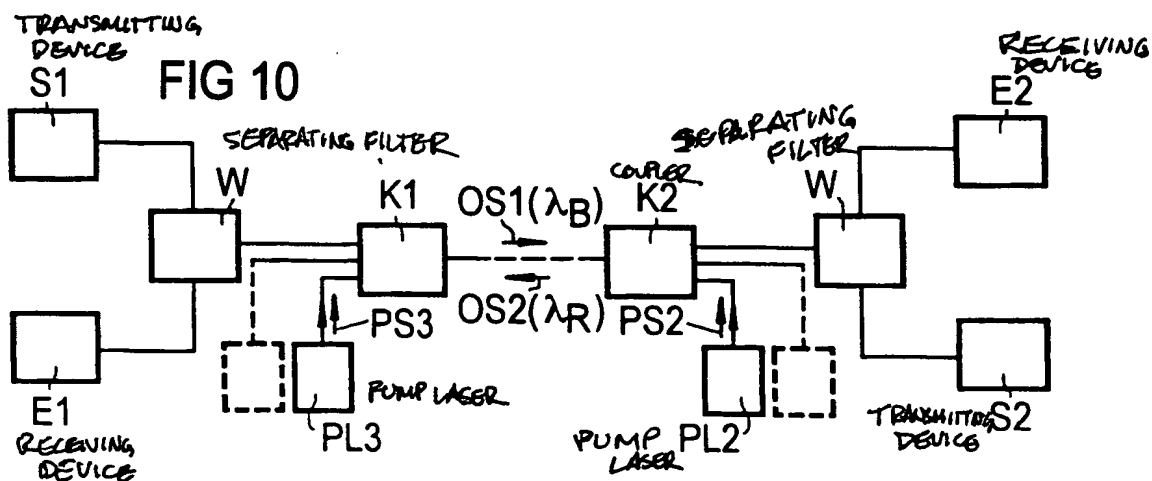 TRANSMITTING
DEVICE
S1
FIG 10
SEPARATING FILTER
W
K1
OS1(λB)
OS2(λR)
COUPLER
K2
SEPARATING
FILTER
W
RECEIVING
DEVICE
E2
PS3
PS2
E1
RECEIVING
DEVICE
PL3
PUMP LASER
PUMP
LASER
PL2
TRANSMITTING
DEVICE
S2